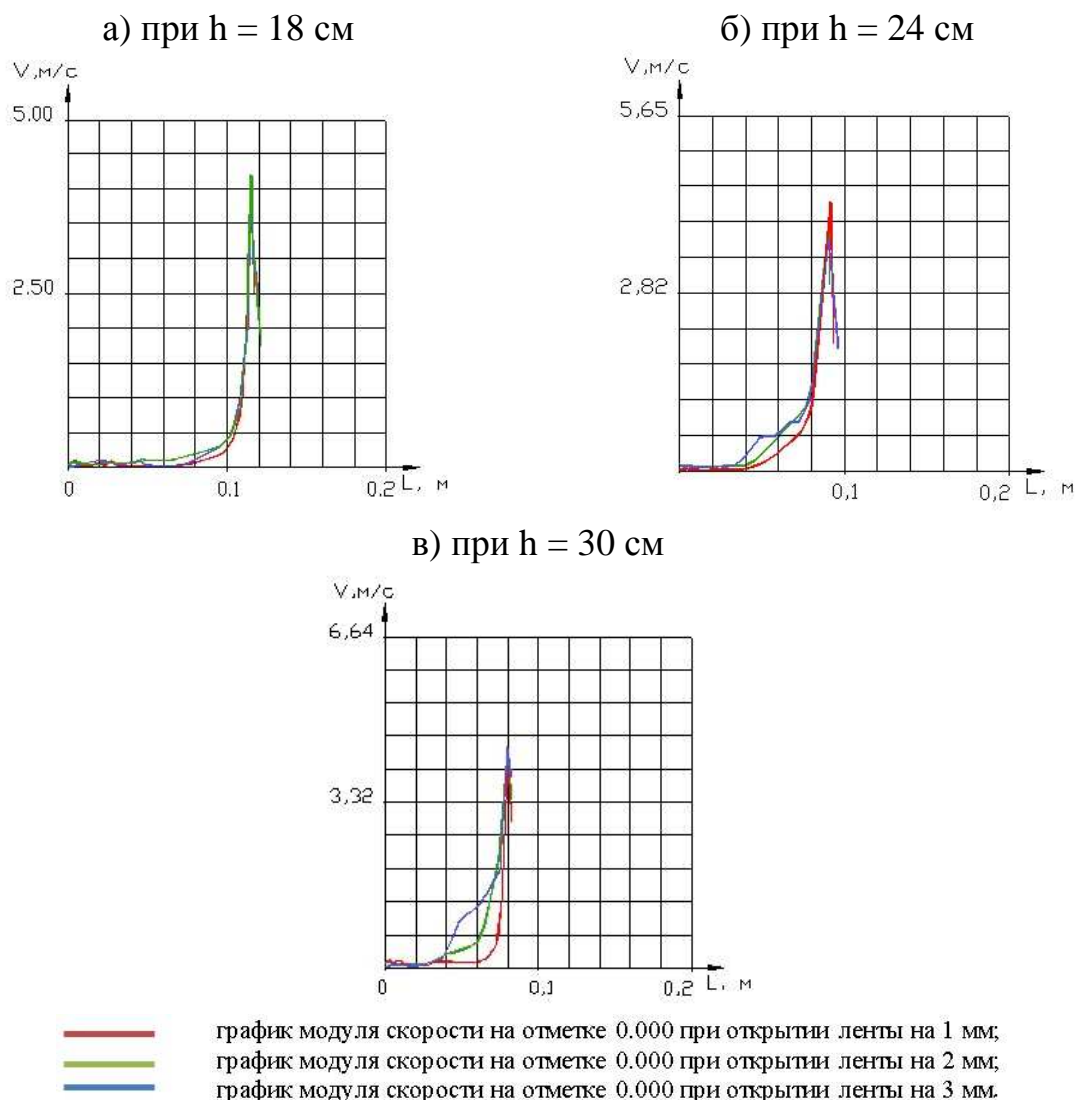 а) при h = 18 см
б) при h = 24 см
V,м/с
5.00
2.50
0
0.1
0.2
L, м
V,м/с
5,65
2,82
0,1
0,2
L, м
в) при h = 30 см
V,м/с
6,64
3,32
0
0,1
0,2
L, м
график модуля скорости на отметке 0.000 при открытии ленты на 1 мм;
график модуля скорости на отметке 0.000 при открытии ленты на 2 мм;
график модуля скорости на отметке 0.000 при открытии ленты на 3 мм.